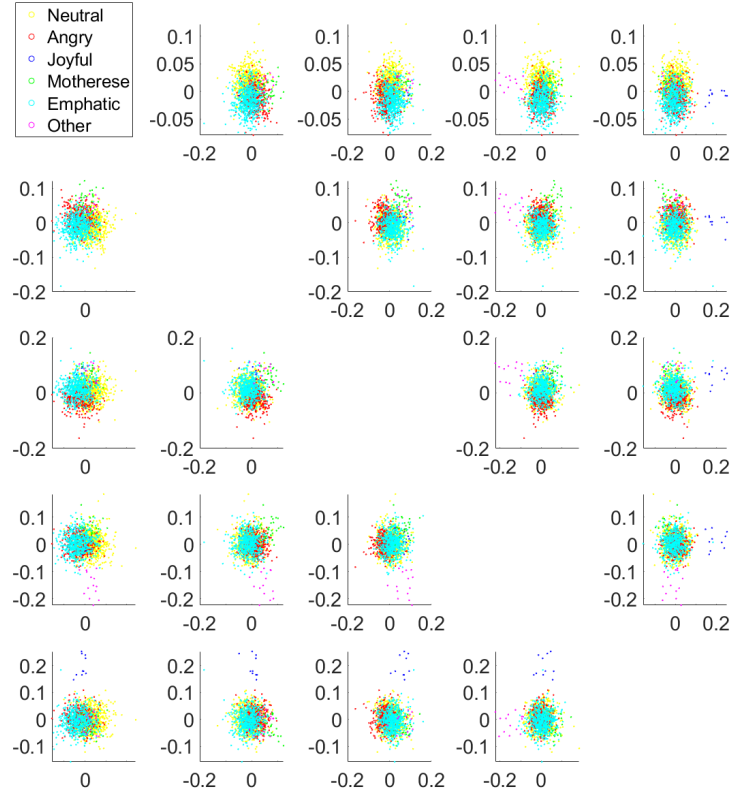 Neutral
Angry
Joyful
Motherese
Emphatic
Other
0.1 0.1 0.1 0.1
0.05 0.05 0.05 0.05
0 0 0 0
-0.05 -0.05 -0.05 -0.05
-0.2 0 -0.2 0 0.2 -0.2 0 0 0.2
0.1 0.1 0.1 0.1
0 0 0 0
-0.1 -0.1 -0.1 -0.1
-0.2 -0.2 -0.2 -0.2
0 -0.2 0 0.2 -0.2 0 0 0.2
0.2 0.2 0.2 0.2
0 0 0 0
-0.2 -0.2 -0.2 -0.2
0 -0.2 0 -0.2 0 0 0.2
0.1 0.1 0.1 0.1
0 0 0 0
-0.1 -0.1 -0.1 -0.1
-0.2 -0.2 -0.2 -0.2
0 -0.2 0 -0.2 0 0.2 0 0.2
0.2 0.2 0.2 0.2
0.1 0.1 0.1 0.1
0 0 0 0
-0.1 -0.1 -0.1 -0.1
0 -0.2 0 -0.2 0 0.2 -0.2 0